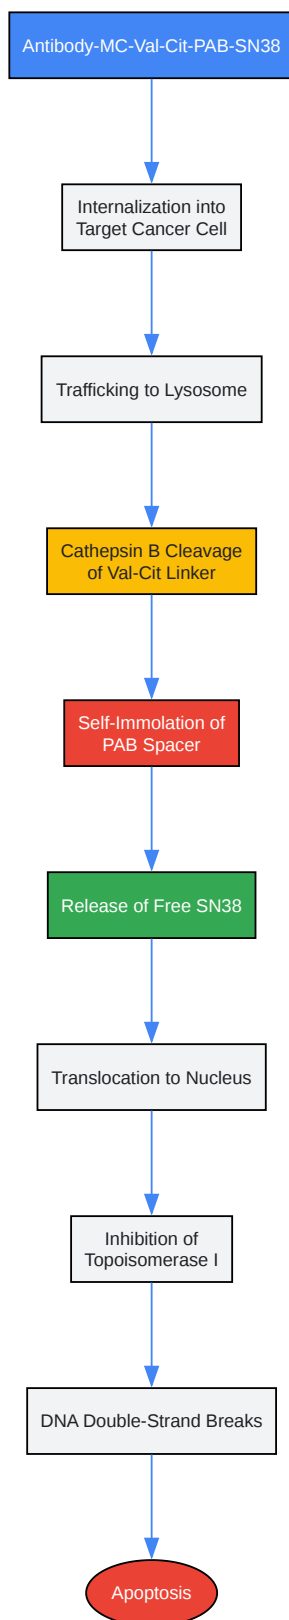 Antibody-MC-Val-Cit-PAB-SN38
Internalization into
Target Cancer Cell
Trafficking to Lysosome
Cathepsin B Cleavage
of Val-Cit Linker
Self-Immolation of
PAB Spacer
Release of Free SN38
Translocation to Nucleus
Inhibition of
Topoisomerase I
DNA Double-Strand Breaks
Apoptosis